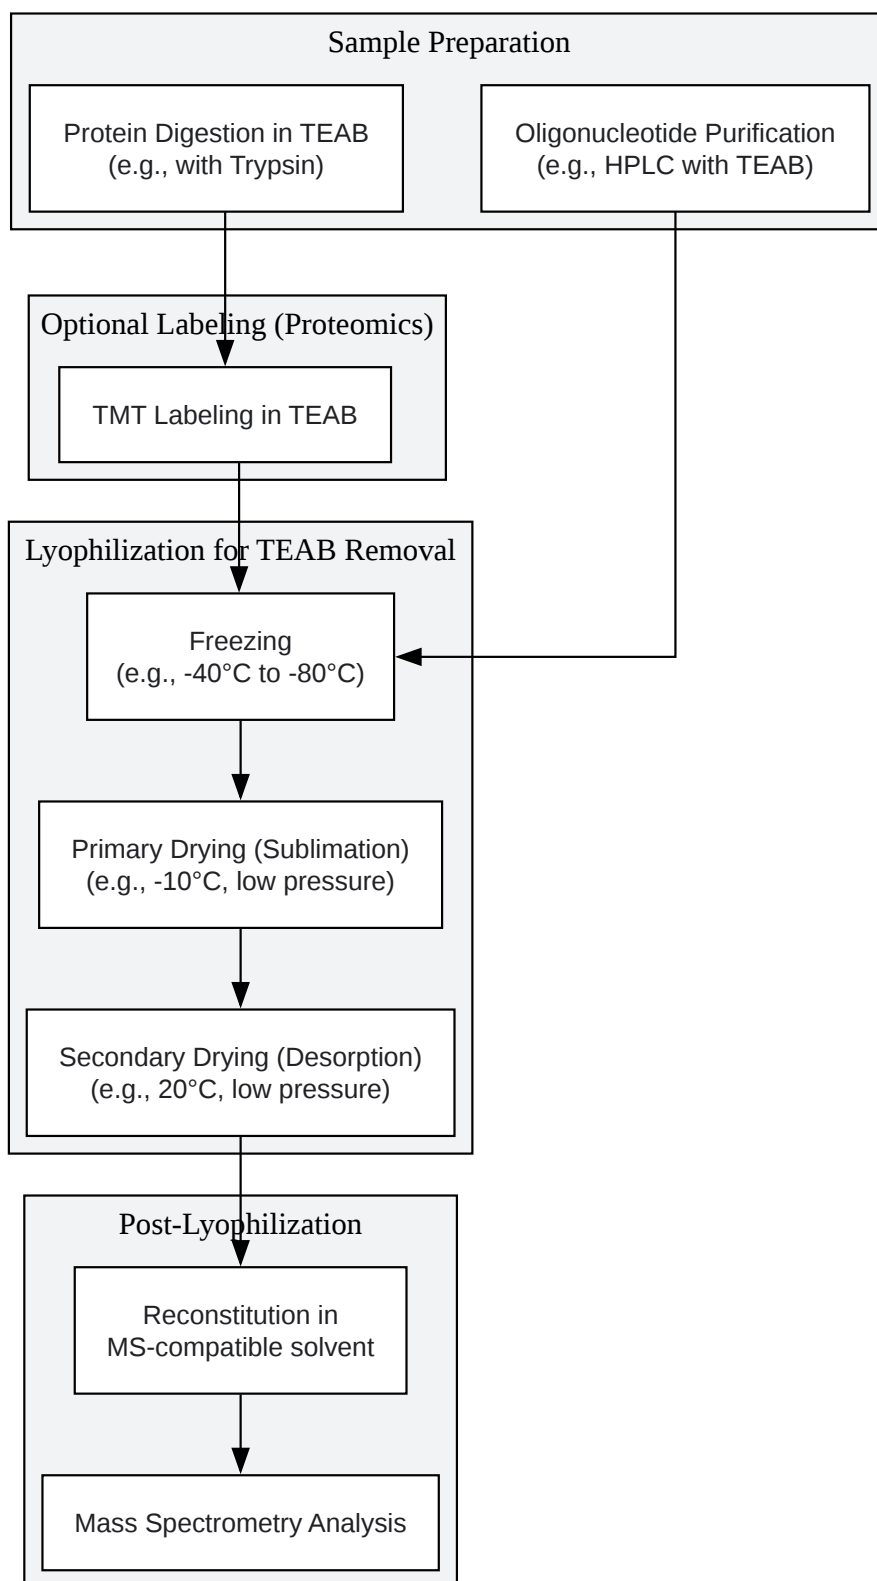 Sample Preparation
Protein Digestion in TEAB
(e.g., with Trypsin)
Oligonucleotide Purification
(e.g., HPLC with TEAB)
Optional Labeling (Proteomics)
TMT Labeling in TEAB
Lyophilization for TEAB Removal
Freezing
(e.g., -40°C to -80°C)
Primary Drying (Sublimation)
(e.g., -10°C, low pressure)
Secondary Drying (Desorption)
(e.g., 20°C, low pressure)
Post-Lyophilization
Reconstitution in
MS-compatible solvent
Mass Spectrometry Analysis